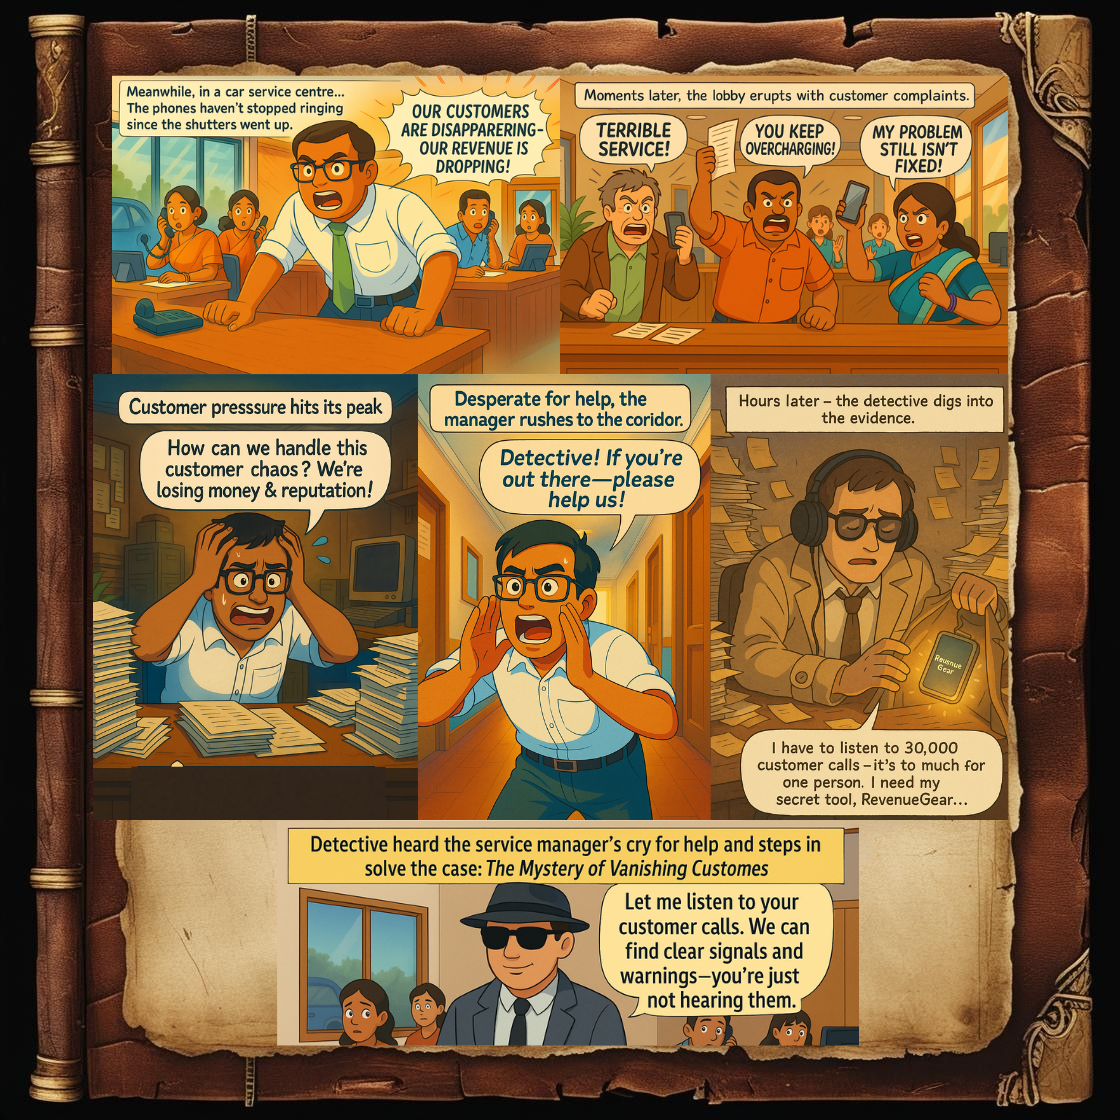 Meanwhile, in a car service centre...
The phones haven't stopped ringing
since the shutters went up.
OUR CUSTOMERS
ARE DISAPPARERING-
OUR REVENUE IS
DROPPING!
Moments later, the lobby erupts with customer complaints.
TERRIBLE
SERVICE!
YOU KEEP
OVERCHARGING!
MY PROBLEM
STILL ISN'T
FIXED!
Customer presssure hits its peak
How can we handle this
customer chaos? We're
losing money & reputation!
Desperate for help, the
manager rushes to the coridor.
Detective! If you're
out there—please
help us!
Hours later – the detective digs into
the evidence.
Revenue
Gear
I have to listen to 30,000
customer calls –it's to much for
one person. I need my
secret tool, RevenueGear...
Detective heard the service manager's cry for help and steps in
solve the case: The Mystery of Vanishing Customes
Let me listen to your
customer calls. We can
find clear signals and
warnings—you're just
not hearing them.